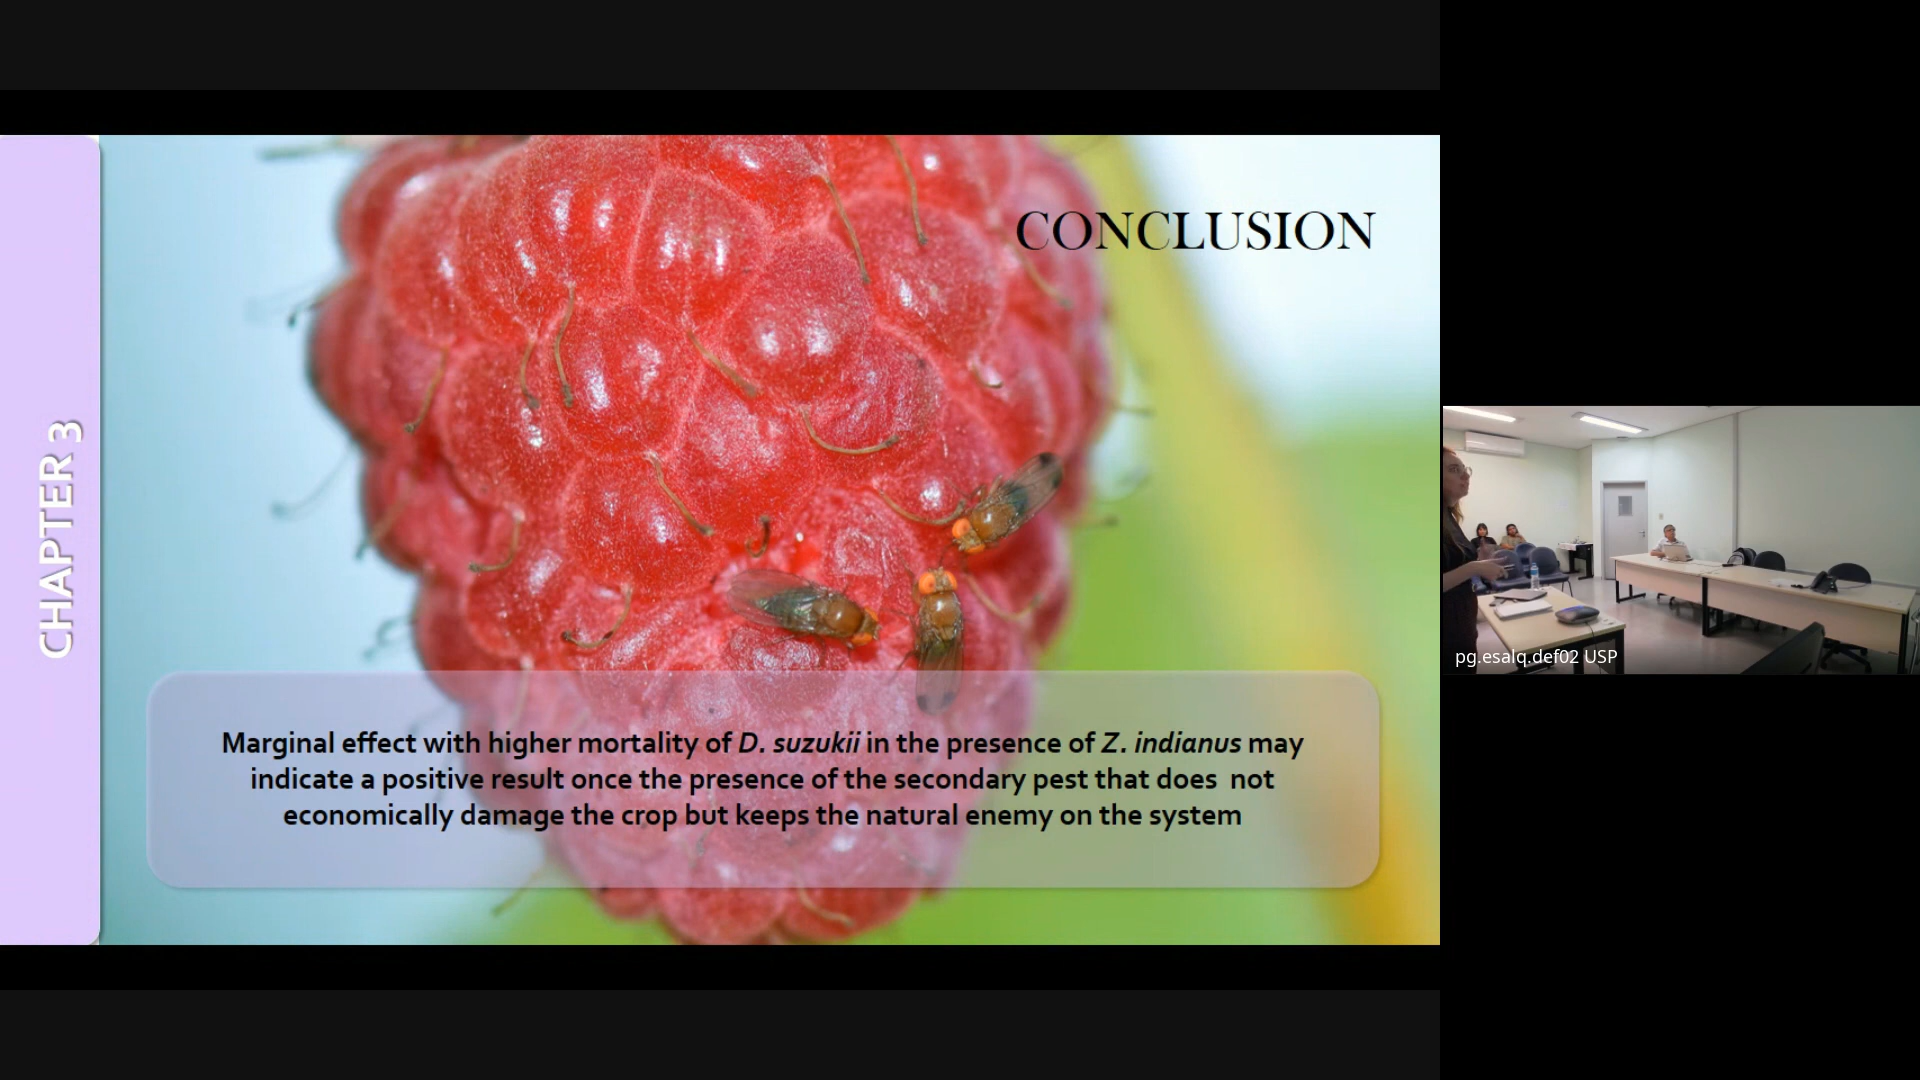 CHAPTER 3
CONCLUSION
Marginal effect with higher mortality of D. suzukii in the presence of Z. indianus may
indicate a positive result once the presence of the secondary pest that does  not
economically damage the crop but keeps the natural enemy on the system
pg.esalq.def02 USP